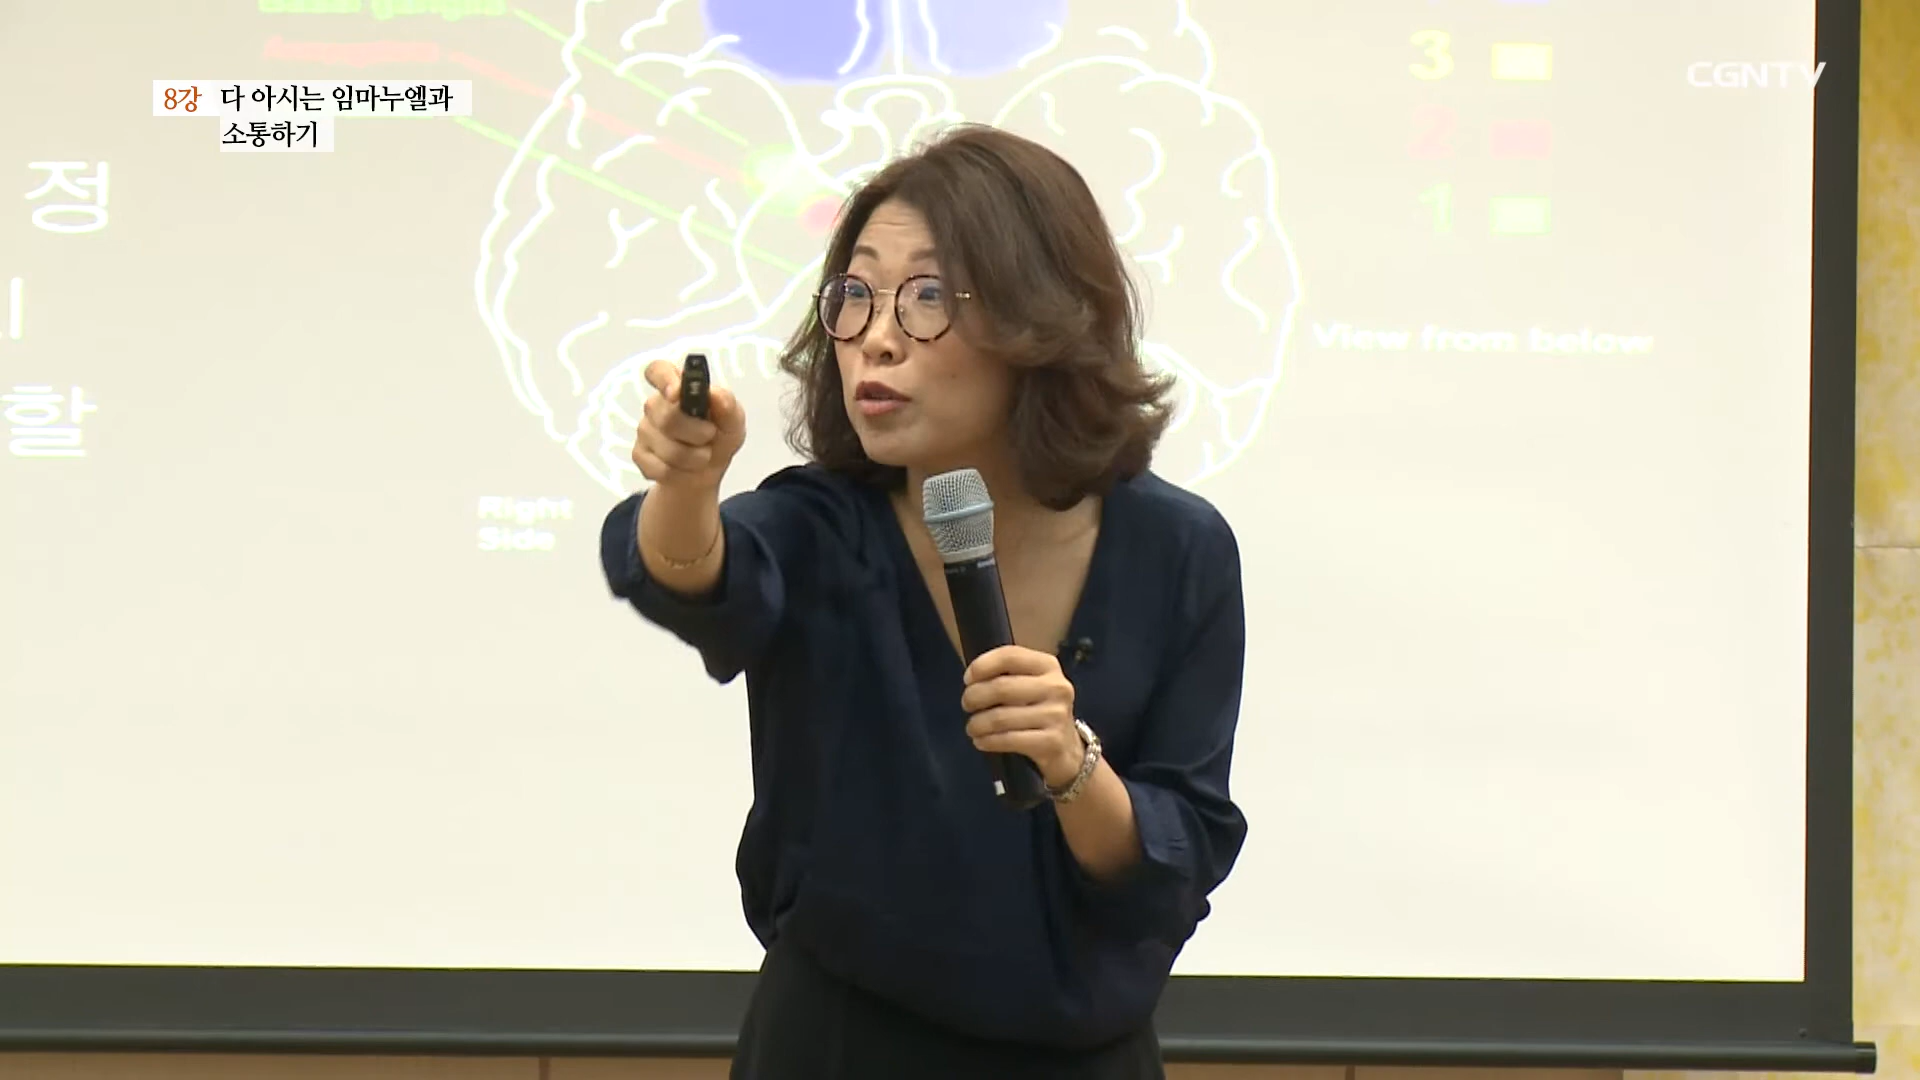 8강 다 아시는 임마누엘과
소통하기
CGNTV
3
2
1
정
할
View from below
Right
Side